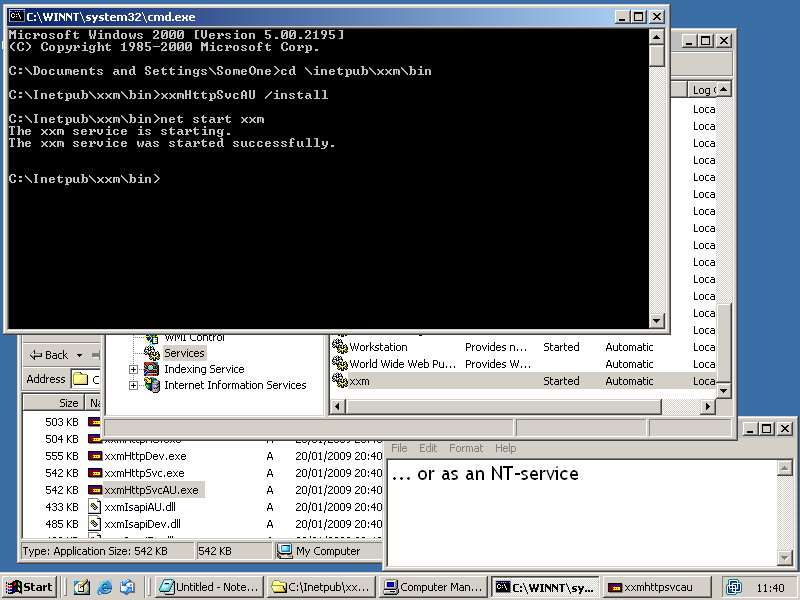 C:\WINNT\system32\cmd.exe
Microsoft Windows 2000 [Version 5.00.2195]
(C) Copyright 1985-2000 Microsoft Corp.
C:\Documents and Settings\SomeOne>cd \inetpub\xxm\bin
C:\Inetpub\xxm\bin>xxmHttpSvcAU /install
C:\Inetpub\xxm\bin>net start xxm
The xxm service is starting.
The xxm service was started successfully.
C:\Inetpub\xxm\bin>
Log
Loca
Loca
Loca
Loca
Loca
Loca
Loca
Loca
Loca
Loca
Loca
Loca
Loca
Loca
WMI Control
Services
Indexing Service
Internet Information Services
Workstation Provides n... Started Automatic Loca
World Wide Web Pu... Provides W... Automatic Loca
xxm Started Automatic Loca
Back
Address C
Size Na
503 KB 20/01/2009 20:40
504 KB A 20/01/2009 20:40
555 KB xxmHttpDev.exe A 20/01/2009 20:40
542 KB xxmHttpSvc.exe A 20/01/2009 20:40
542 KB xxmHttpSvcAU.exe A 20/01/2009 20:40
433 KB xxmIsapiAU.dll A 20/01/2009 20:40
485 KB xxmIsapiDev.dll A 20/01/2009 20:40
Type: Application Size: 542 KB 542 KB My Computer
File Edit Format Help
... or as an NT-service
Start Untitled - Note... C:\Inetpub\xx... Computer Man... C:\WINNT\sy... xxmhttpsvcau 11:40